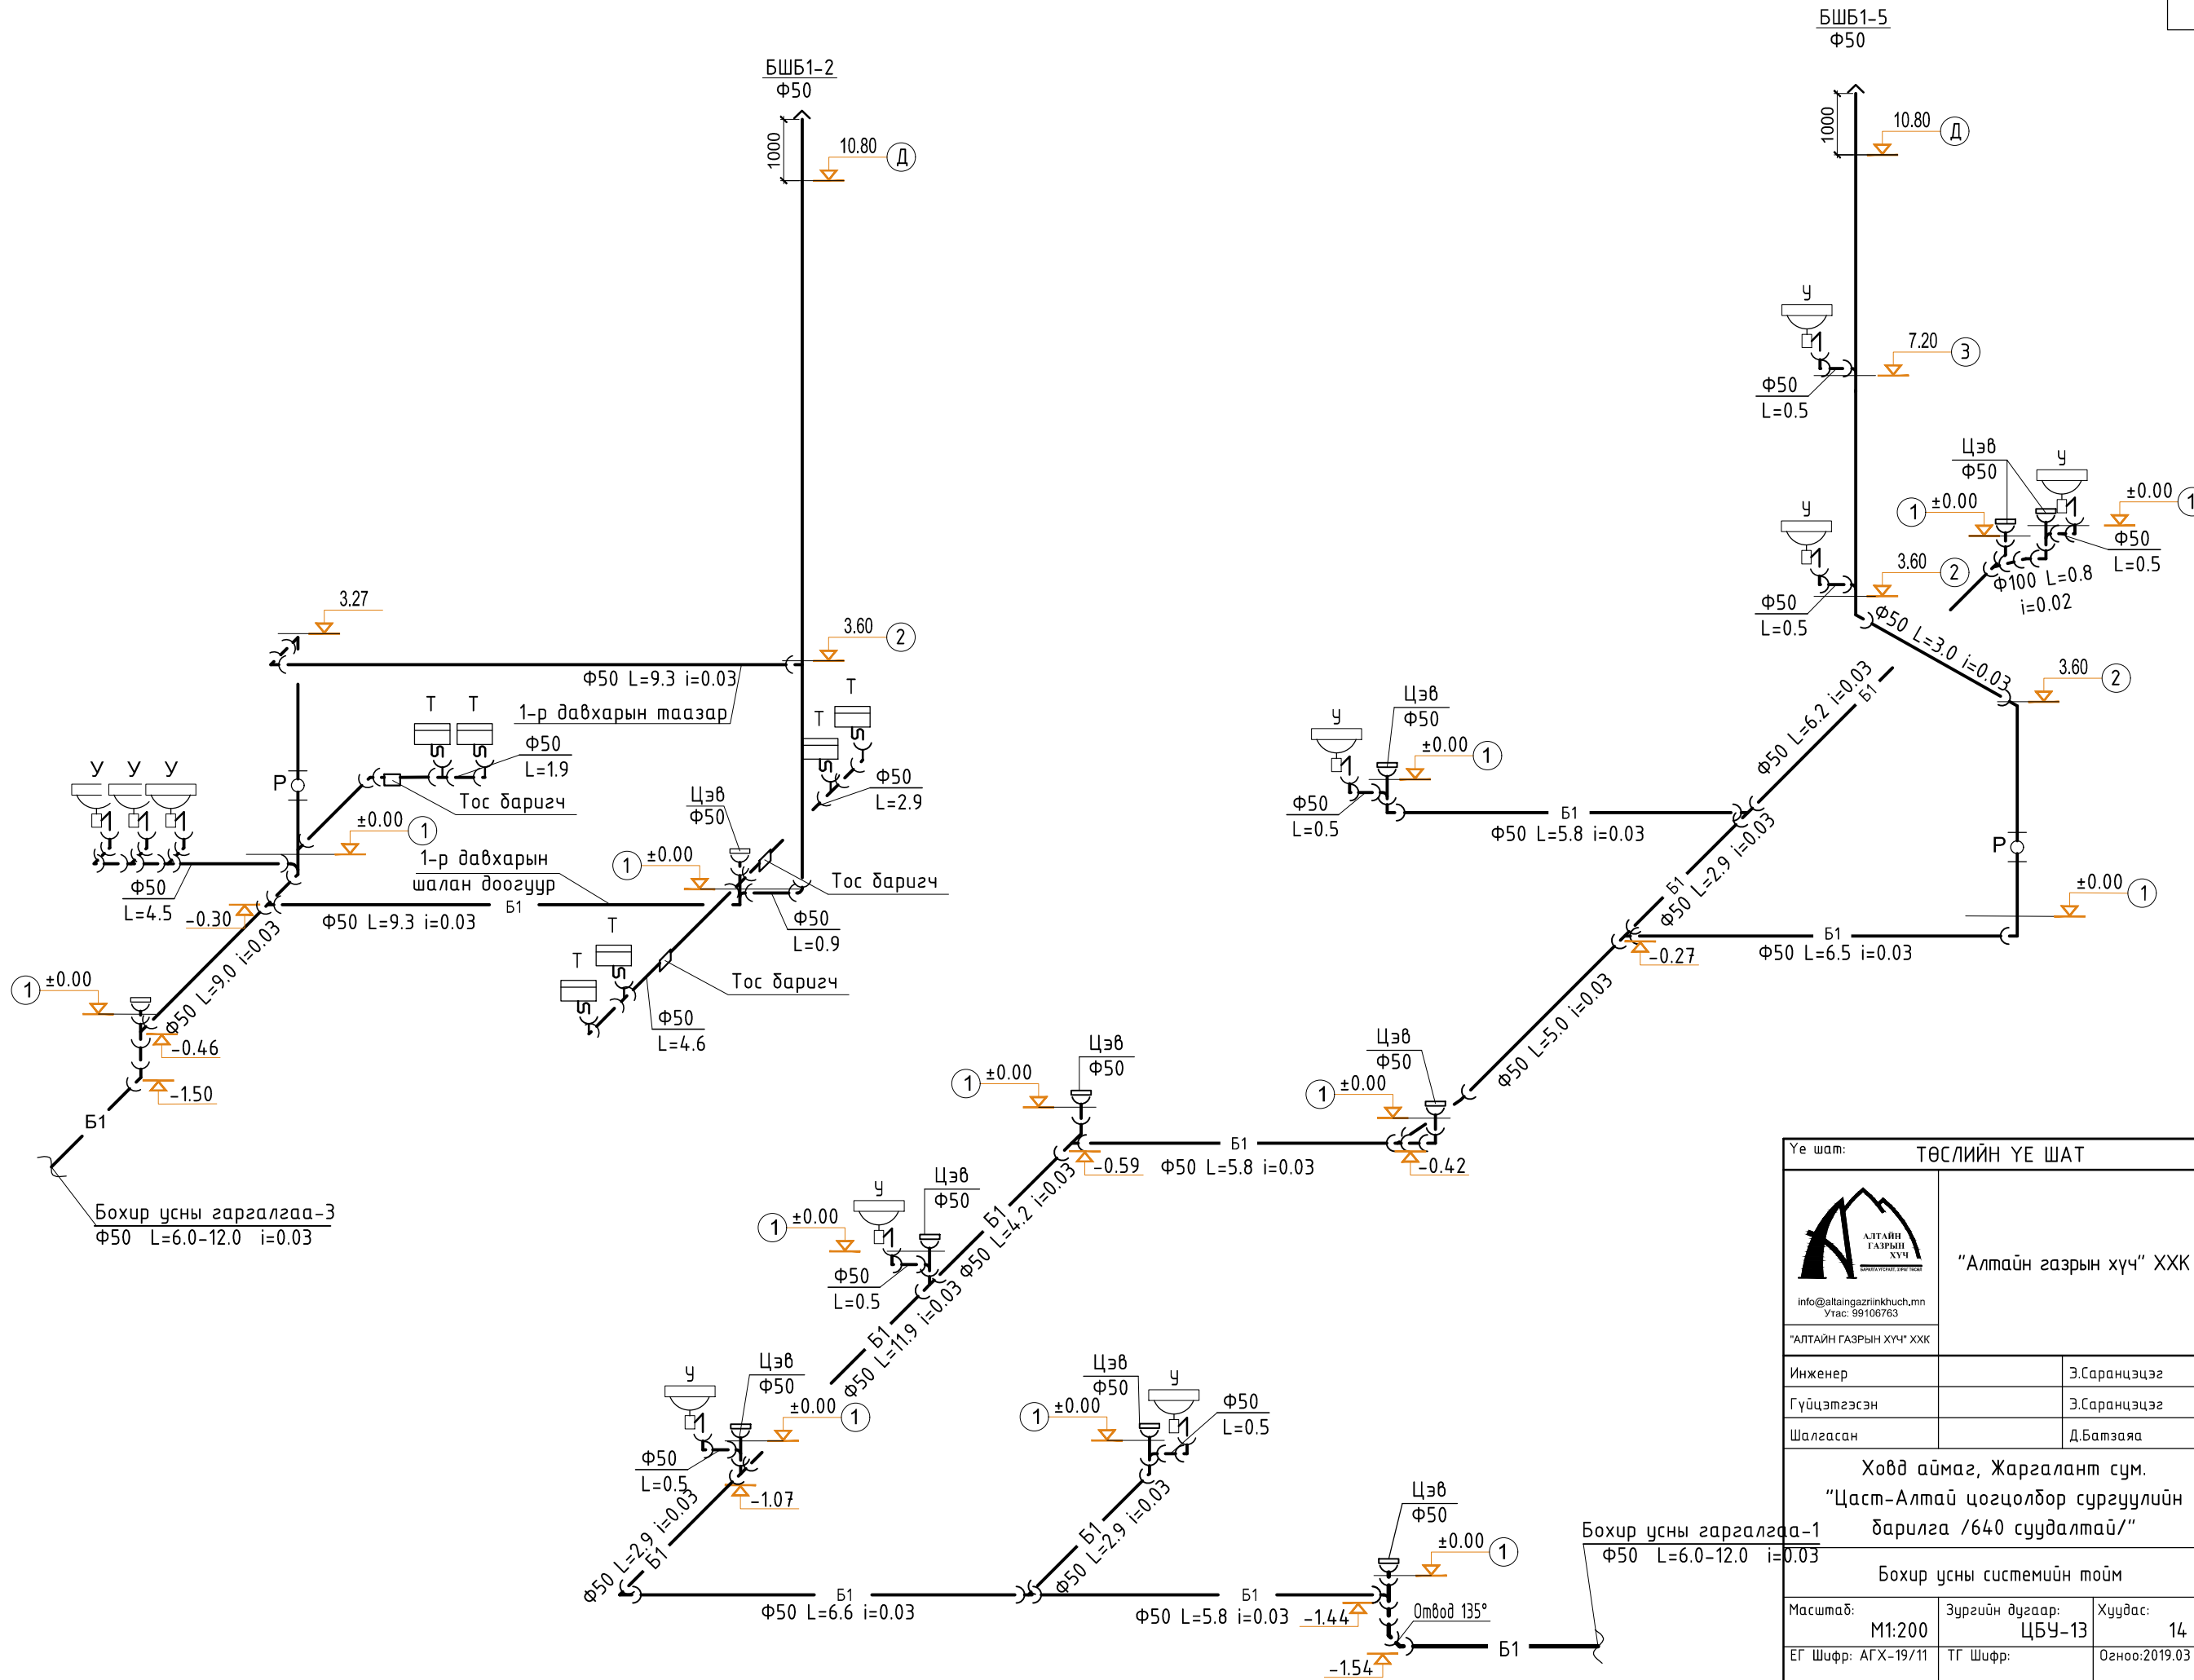 БШБ1-5
Ф50
БШБ1-2
Ф50
1000
10.80 Д
1000
10.80 Д
У
7.20 3
Ф50
L=0.5
Цэв
Ф50
У
1 ±0.00
±0.00 1
Ф50
L=0.5
Ф100 L=0.8
i=0.02
У
3.60 2
Ф50
L=0.5
Ф50 L=3.0 i=0.03
3.60 2
3.27
3.60 2
Ф50 L=9.3 i=0.03
1-р давхарын таазар
Т Т
Ф50
L=1.9
Тос баригч
Р
У У У
±0.00 1
Ф50
L=4.5
-0.30
1-р давхарын
шалан доогуур
Б1
Ф50 L=9.3 i=0.03
Т
Т
Ф50
L=2.9
Цэв
Ф50
1 ±0.00
Тос баригч
Ф50
L=0.9
Т
Т
Тос баригч
Ф50
L=4.6
Ф50 L=9.0 i=0.03
1 ±0.00
-0.46
-1.50
Б1
Бохир усны гаргалгаа-3
Ф50 L=6.0-12.0 i=0.03
Ф50 L=6.2 i=0.03
Б1
Цэв
Ф50
У
±0.00 1
Ф50
L=0.5
Б1
Ф50 L=5.8 i=0.03
Б1
Ф50 L=2.9 i=0.03
Р
±0.00 1
Б1
Ф50 L=6.5 i=0.03
-0.27
Ф50 L=5.0 i=0.03
Цэв
Ф50
1 ±0.00
Цэв
Ф50
1 ±0.00
Б1
Ф50 L=5.8 i=0.03
-0.59
-0.42
Б1
Ф50 L=4.2 i=0.03
Цэв
Ф50
У
1 ±0.00
Ф50
L=0.5
Б1
Ф50 L=11.9 i=0.03
Цэв
Ф50
У
±0.00 1
Ф50
L=0.5
-1.07
Ф50 L=2.9 i=0.03
Б1
Цэв
Ф50
У
1 ±0.00
Ф50
L=0.5
Б1
Ф50 L=2.9 i=0.03
Б1
Ф50 L=6.6 i=0.03
Б1
Ф50 L=5.8 i=0.03
-1.44
Цэв
Ф50
±0.00 1
Отвод 135°
Б1
-1.54
Бохир усны гаргалгаа-1
Ф50 L=6.0-12.0 i=0.03
Үе шат: ТӨСЛИЙН ҮЕ ШАТ
АЛТАЙН
ГАЗРЫН
ХҮЧ
info@altaingazriinkhuch.mn
Утас: 99106763
"АЛТАЙН ГАЗРЫН ХҮЧ" ХХК
"Алтайн газрын хүч" ХХК
Инженер Э.Саранцэцэг
Гүйцэтгэсэн Э.Саранцэцэг
Шалгасан Д.Батзаяа
Ховд аймаг, Жаргалант сум.
"Цаст-Алтай цогцолбор сургуулийн
барилга /640 суудалтай/"
Бохир усны системийн тойм
Масштаб: М1:200
Зургийн дугаар: ЦБУ-13
Хуудас: 14
ЕГ Шифр: АГХ-19/11 ТГ Шифр: Огноо:2019.03